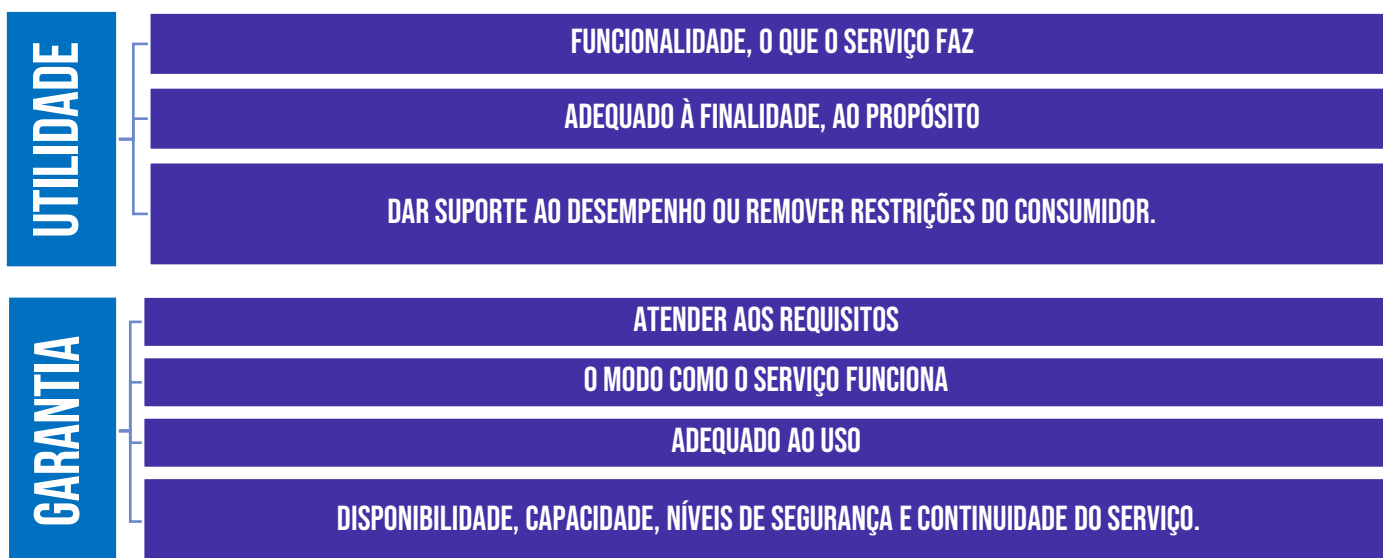 UTILIDADE
FUNCIONALIDADE, O QUE O SERVIÇO FAZ
ADEQUADO À FINALIDADE, AO PROPÓSITO
DAR SUPORTE AO DESEMPENHO OU REMOVER RESTRIÇÕES DO CONSUMIDOR.
GARANTIA
ATENDER AOS REQUISITOS
O MODO COMO O SERVIÇO FUNCIONA
ADEQUADO AO USO
DISPONIBILIDADE, CAPACIDADE, NÍVEIS DE SEGURANÇA E CONTINUIDADE DO SERVIÇO.